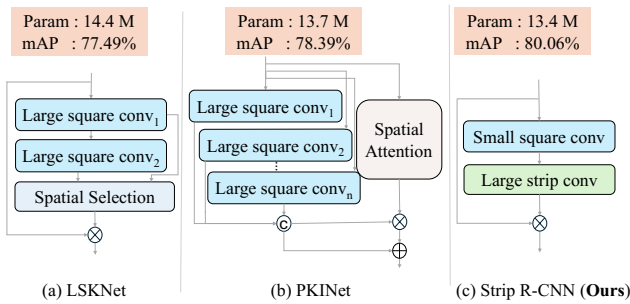 Param : 14.4 M
mAP : 77.49%
Large square conv1
Large square conv2
Spatial Selection
(a) LSKNet
Param : 13.7 M
mAP : 78.39%
Large square conv1
Large square conv2
Large square convn
Spatial
Attention
C
(b) PKINet
Param : 13.4 M
mAP : 80.06%
Small square conv
Large strip conv
(c) Strip R-CNN (Ours)